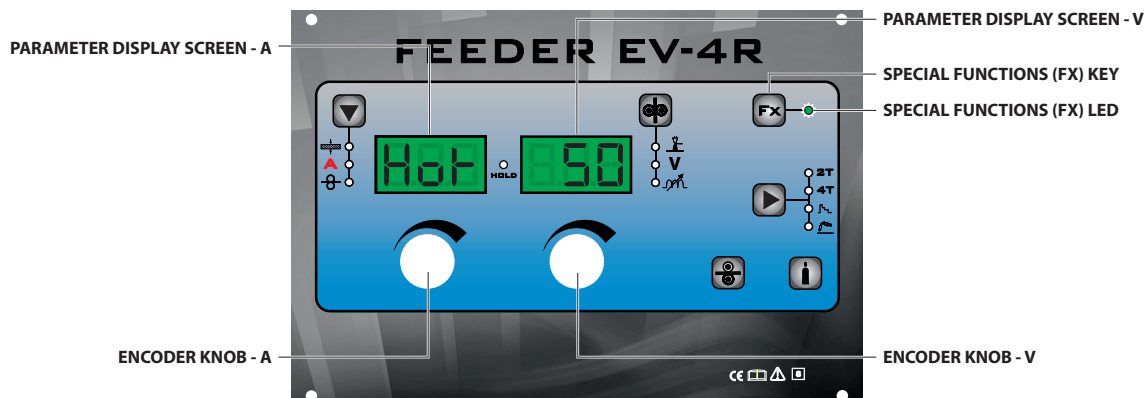 PARAMETER DISPLAY SCREEN - V
PARAMETER DISPLAY SCREEN - A
FEEDER EV-4R
SPECIAL FUNCTIONS (FX) KEY
FX
SPECIAL FUNCTIONS (FX) LED
A
Hot
HOLD
50
V
2T
4T
ENCODER KNOB - A
ENCODER KNOB - V
CE
S